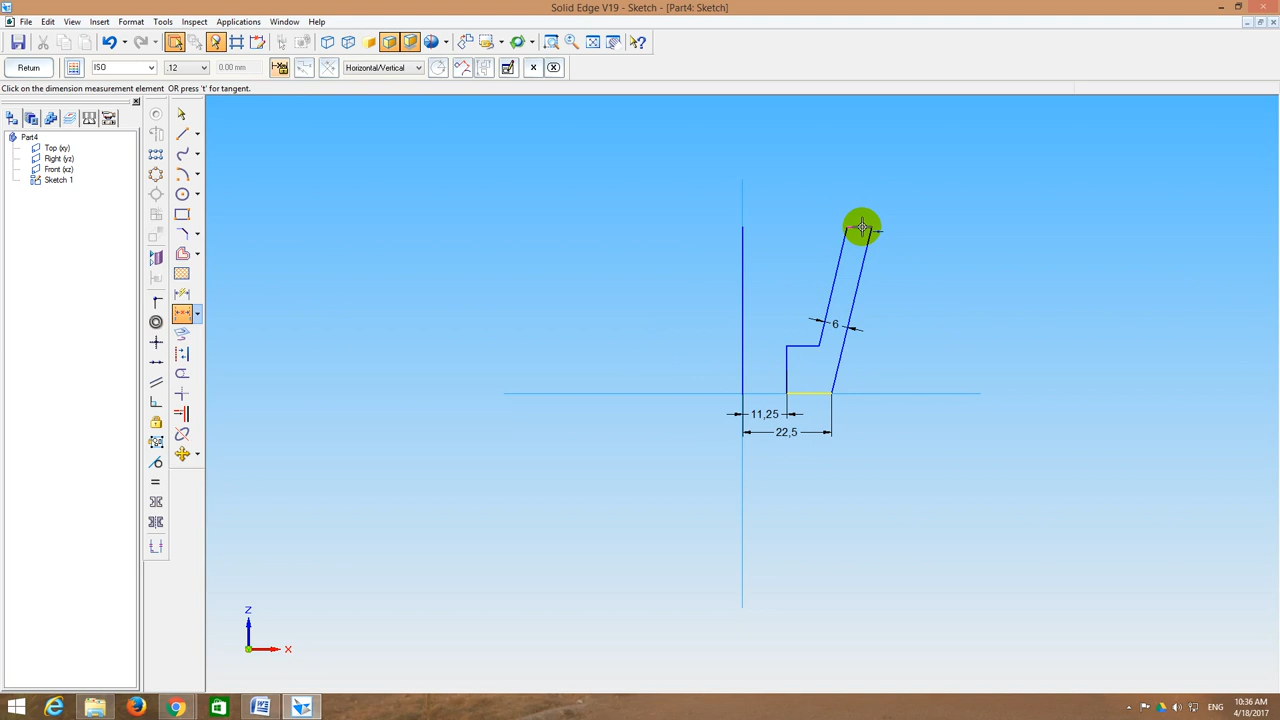 Solid Edge V19 - Sketch - [Part4: Sketch]
File Edit View Insert Format Tools Inspect Applications Window Help
Return ISO .12 0.00 mm Horizontal/Vertical
Click on the dimension measurement element OR press 't' for tangent.
Part4
Top (xy)
Right (yz)
Front (xz)
Sketch 1
6
11,25
22,5
Z
X
ENG
10:36 AM
4/18/2017